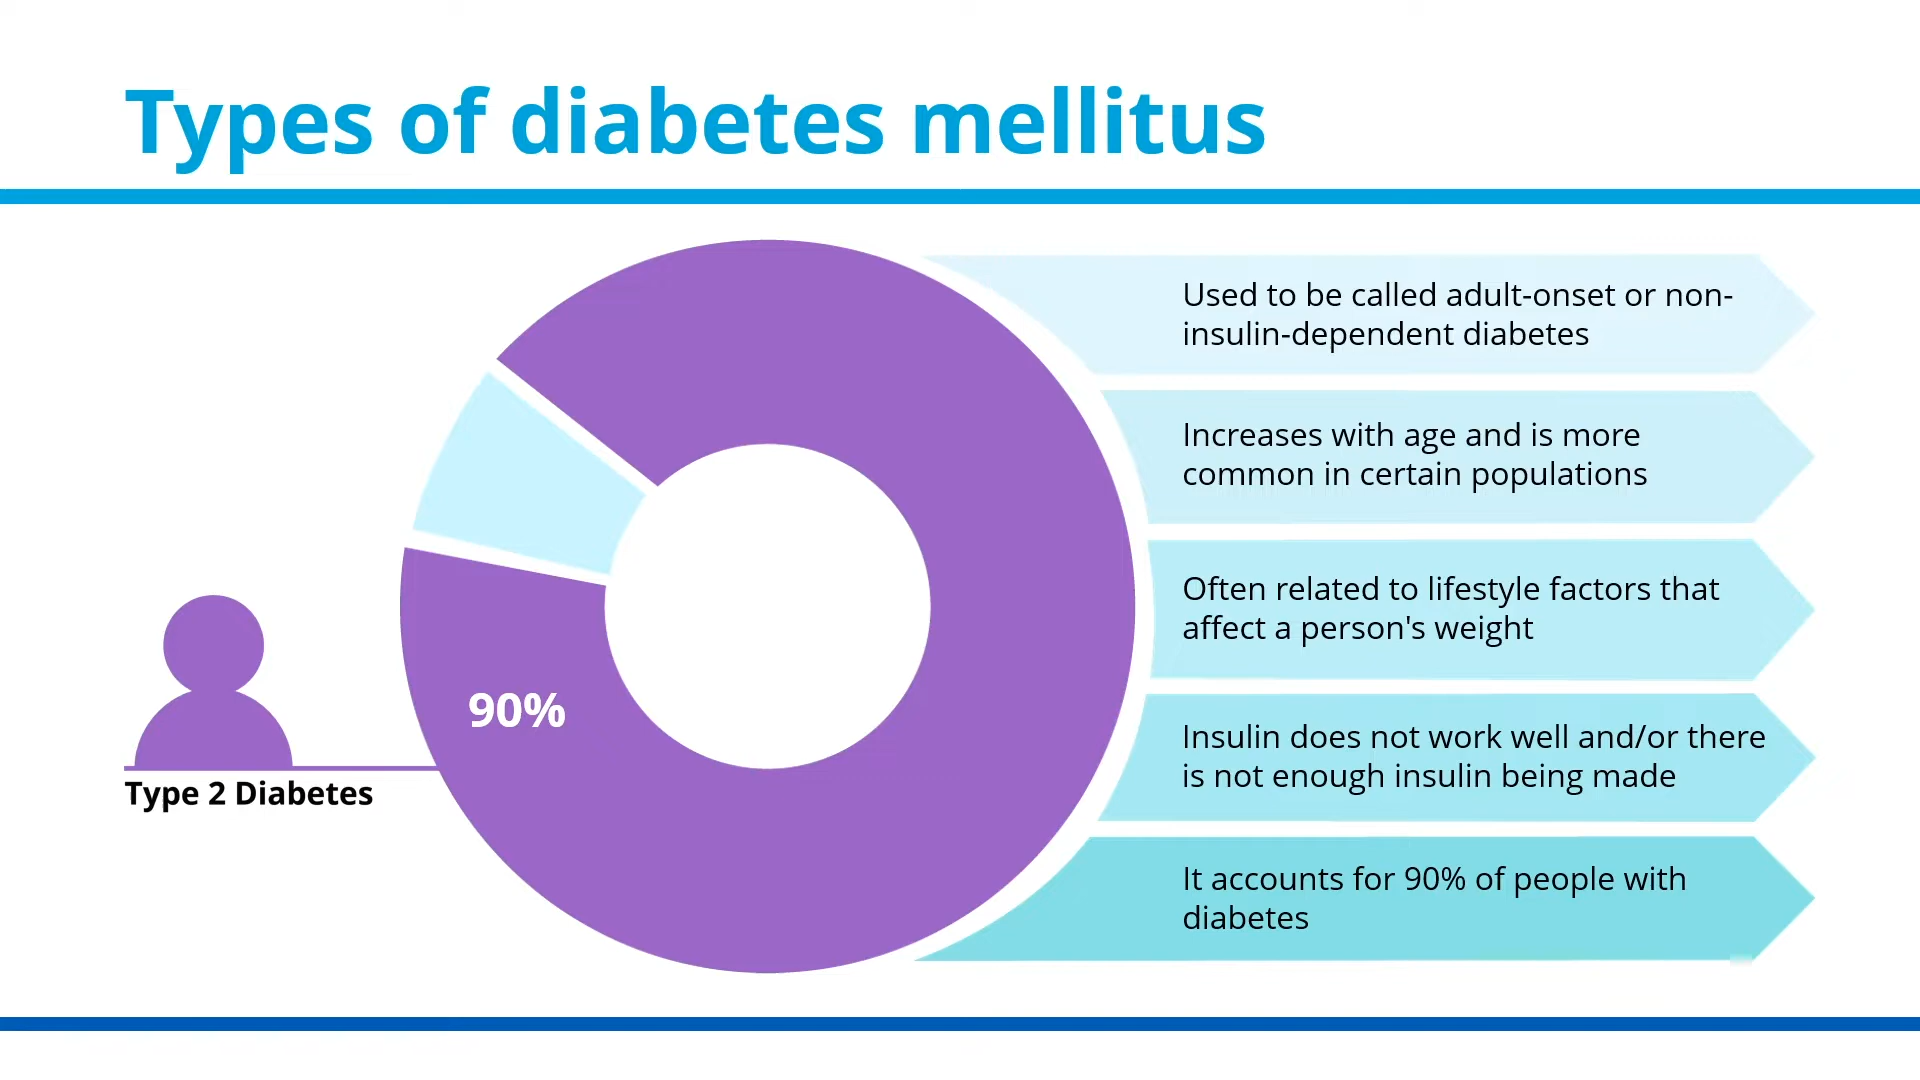 Types of diabetes mellitus
Used to be called adult-onset or non-
insulin-dependent diabetes
Increases with age and is more
common in certain populations
Often related to lifestyle factors that
affect a person's weight
90%
Insulin does not work well and/or there
is not enough insulin being made
Type 2 Diabetes
It accounts for 90% of people with
diabetes